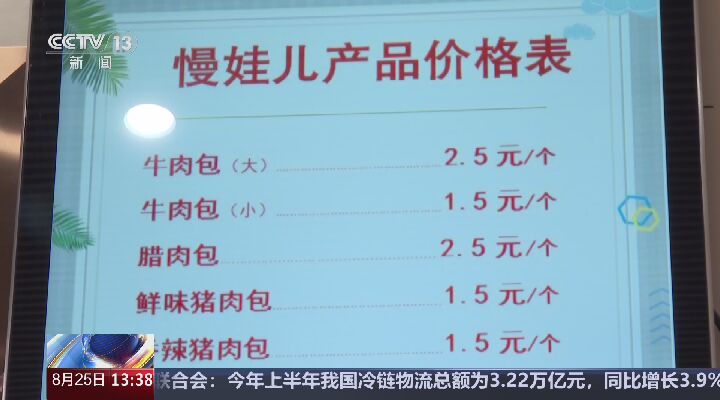 CCTV 13
新闻
慢娃儿产品价格表
牛肉包（大） 2.5 元/个
牛肉包（小） 1.5 元/个
腊肉包 2.5 元/个
鲜味猪肉包 1.5 元/个
辣猪肉包 1.5 元/个
8月25日 13:38 联合会：今年上半年我国冷链物流总额为3.22万亿元，同比增长3.9%